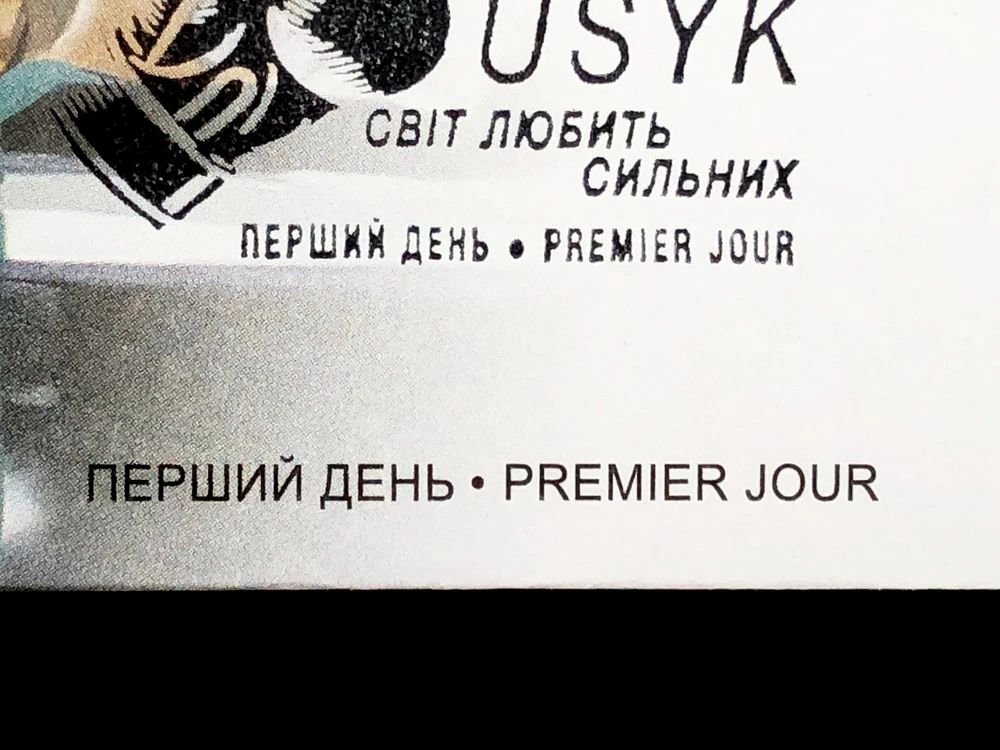 USYK
СВІТ ЛЮБИТЬ
СИЛЬНИХ
ПЕРШИЙ ДЕНЬ • PREMIER JOUR
ПЕРШИЙ ДЕНЬ • PREMIER JOUR